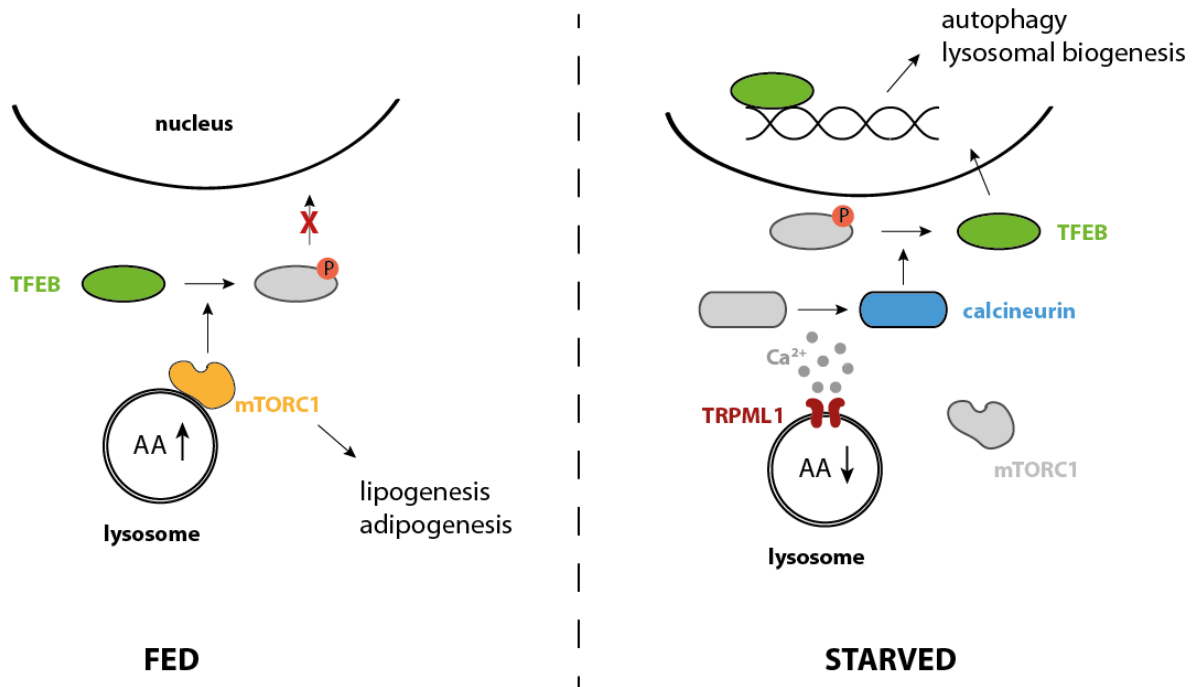 nucleus
TFEB
P
X
mTORC1
AA
lysosome
lipogenesis
adipogenesis
FED
autophagy
lysosomal biogenesis
P
TFEB
calcineurin
Ca²⁺
TRPML1
AA
mTORC1
lysosome
STARVED